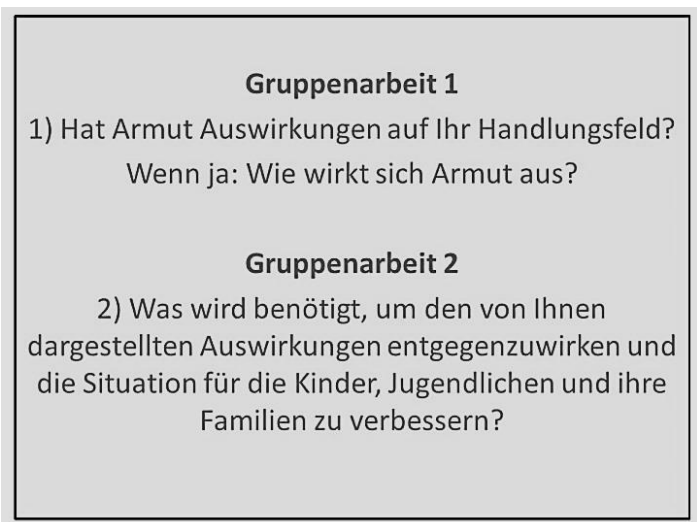 Gruppenarbeit 1
1) Hat Armut Auswirkungen auf Ihr Handlungsfeld?
Wenn ja: Wie wirkt sich Armut aus?
Gruppenarbeit 2
2) Was wird benötigt, um den von Ihnen
dargestellten Auswirkungen entgegenzuwirken und
die Situation für die Kinder, Jugendlichen und ihre
Familien zu verbessern?